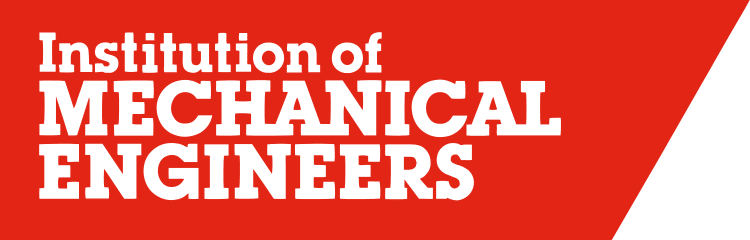 Institution of
MECHANICAL
ENGINEERS